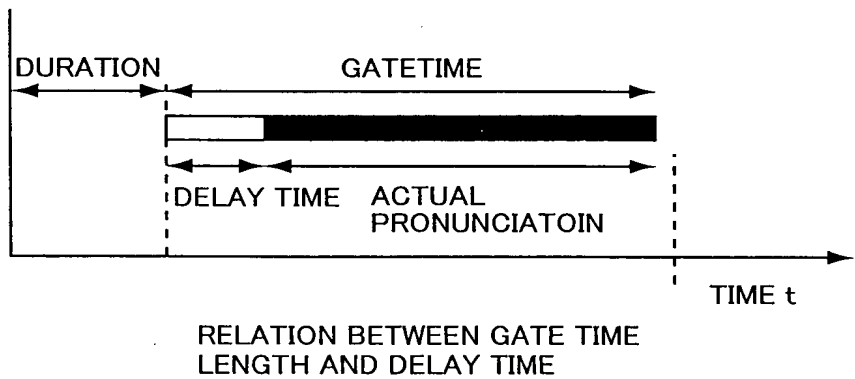 DURATION
GATETIME
DELAY TIME
ACTUAL
PRONUNCIATOIN
TIME t
RELATION BETWEEN GATE TIME
LENGTH AND DELAY TIME